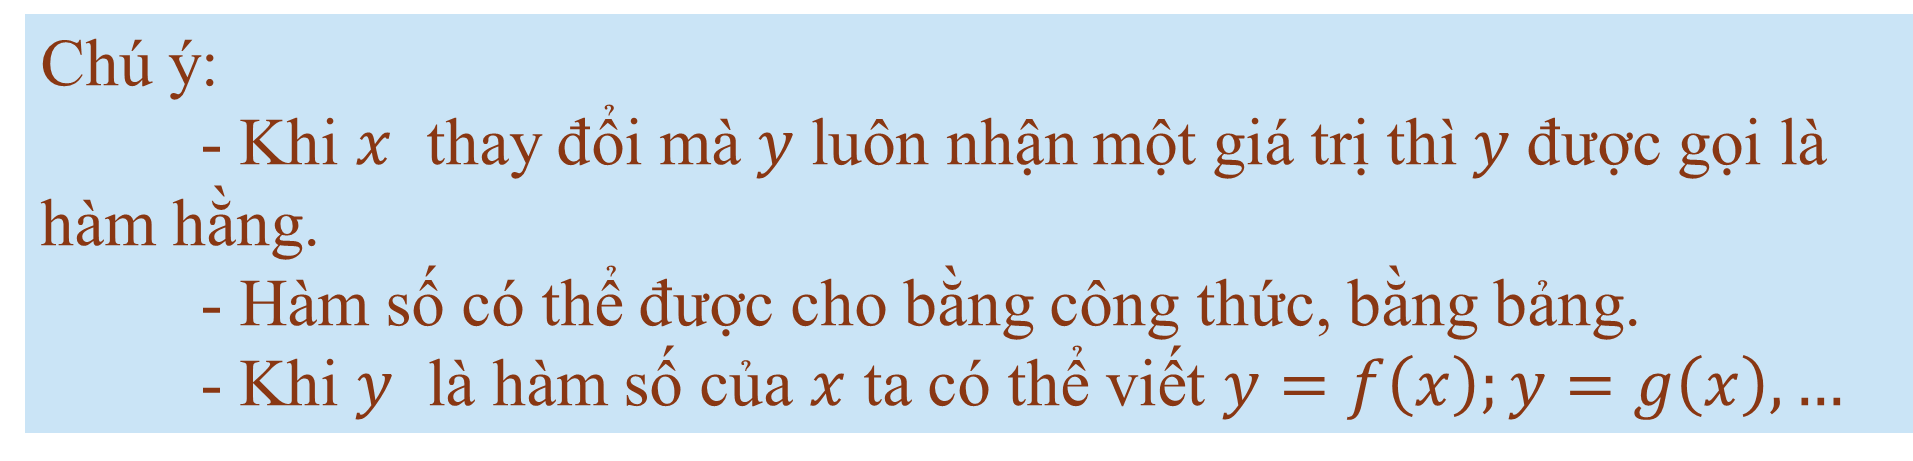 Chú ý:
- Khi x thay đổi mà y luôn nhận một giá trị thì y được gọi là
hàm hằng.
- Hàm số có thể được cho bằng công thức, bằng bảng.
- Khi y là hàm số của x ta có thể viết y = f(x); y = g(x), ...